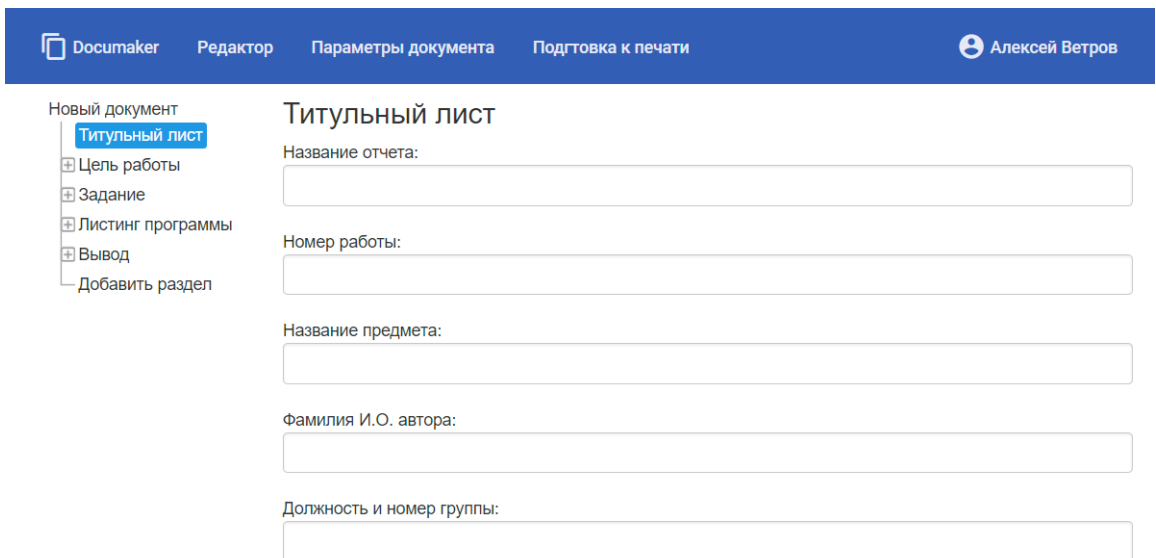 Documaker Редактор Параметры документа Подгтовка к печати Алексей Ветров
Новый документ
Титульный лист
Цель работы
Задание
Листинг программы
Вывод
Добавить раздел
Титульный лист
Название отчета:
Номер работы:
Название предмета:
Фамилия И.О. автора:
Должность и номер группы: